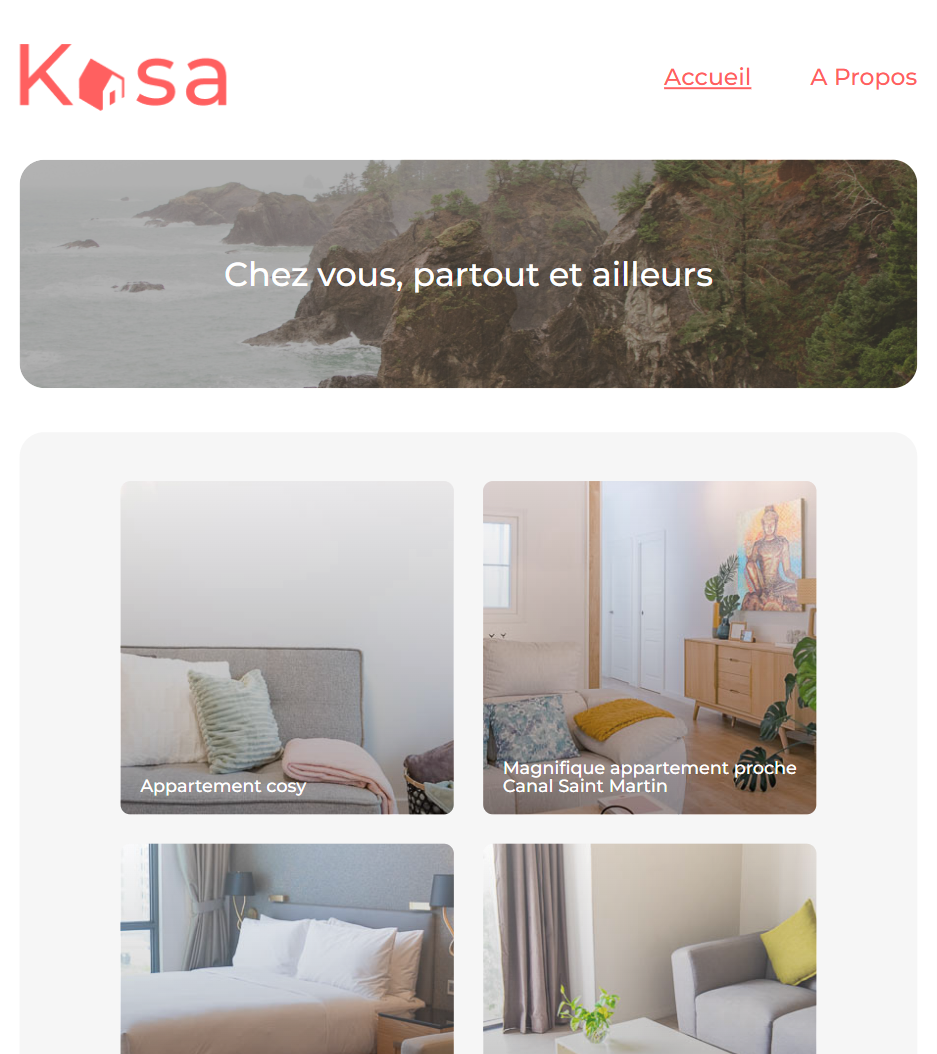 Kasa
Accueil
A Propos
Chez vous, partout et ailleurs
Appartement cosy
Magnifique appartement proche
Canal Saint Martin